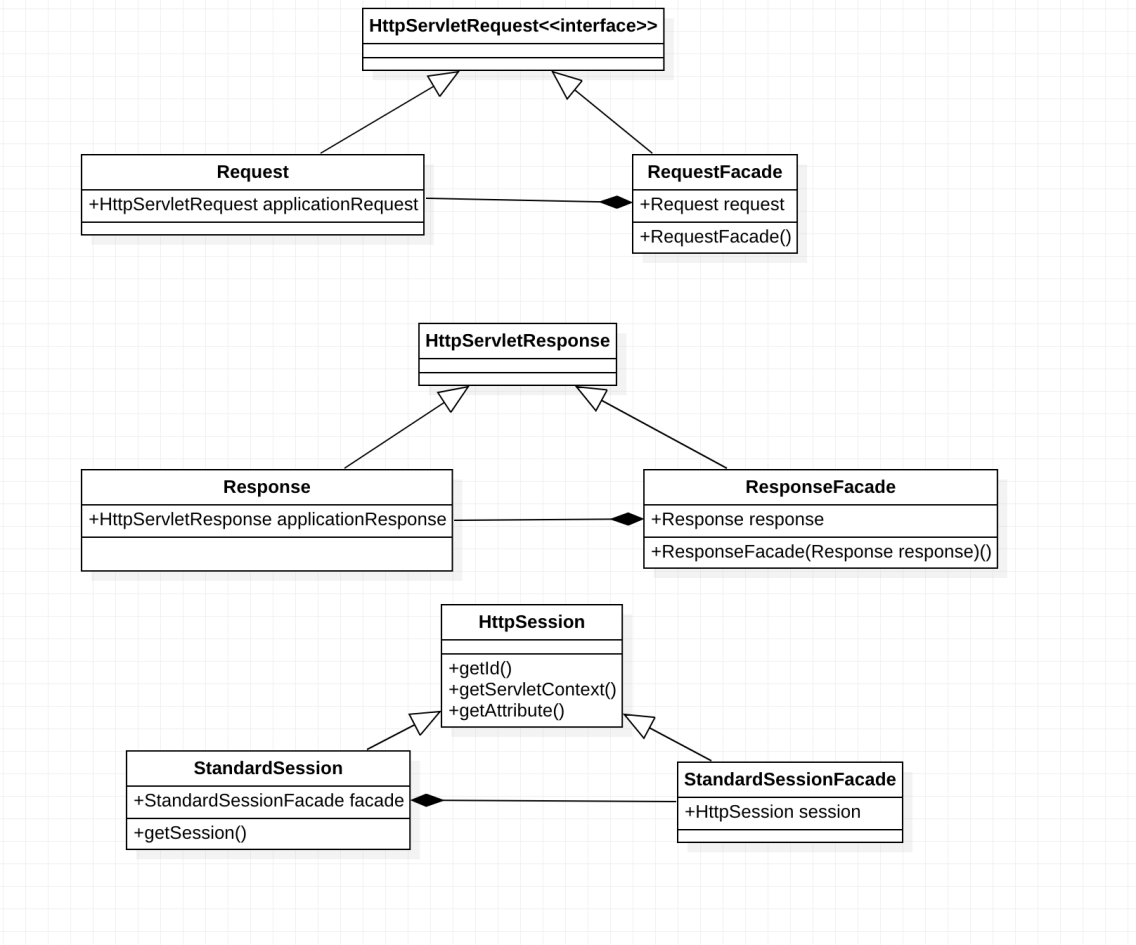 HttpServletRequest<<interface>>
Request
+HttpServletRequest applicationRequest
RequestFacade
+Request request
+RequestFacade()
HttpServletResponse
Response
+HttpServletResponse applicationResponse
ResponseFacade
+Response response
+ResponseFacade(Response response)()
HttpSession
+getId()
+getServletContext()
+getAttribute()
StandardSession
+StandardSessionFacade facade
+getSession()
StandardSessionFacade
+HttpSession session